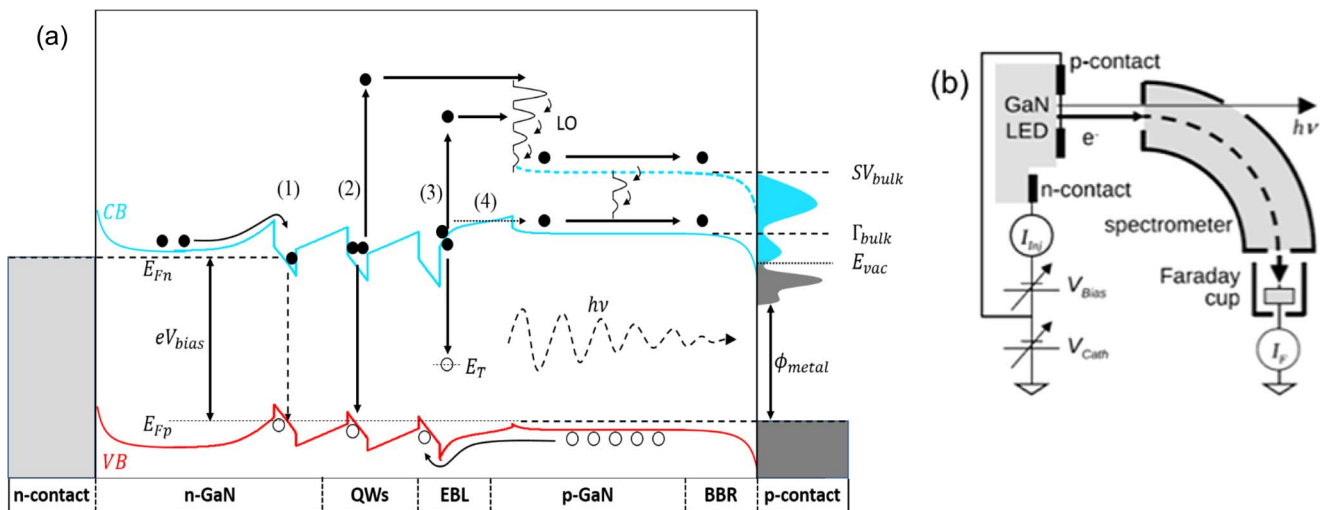 (a)
CB
(1)
(2)
(3)
(4)
LO
SV_bulk
Γ_bulk
E_vac
E_Fn
eV_bias
hν
E_T
ϕ_metal
E_Fp
VB
n-contact
n-GaN
QWs
EBL
p-GaN
BBR
p-contact
(b)
p-contact
GaN
LED
e⁻
hν
n-contact
spectrometer
I_Inj
V_Bias
Faraday
cup
V_Cath
I_F